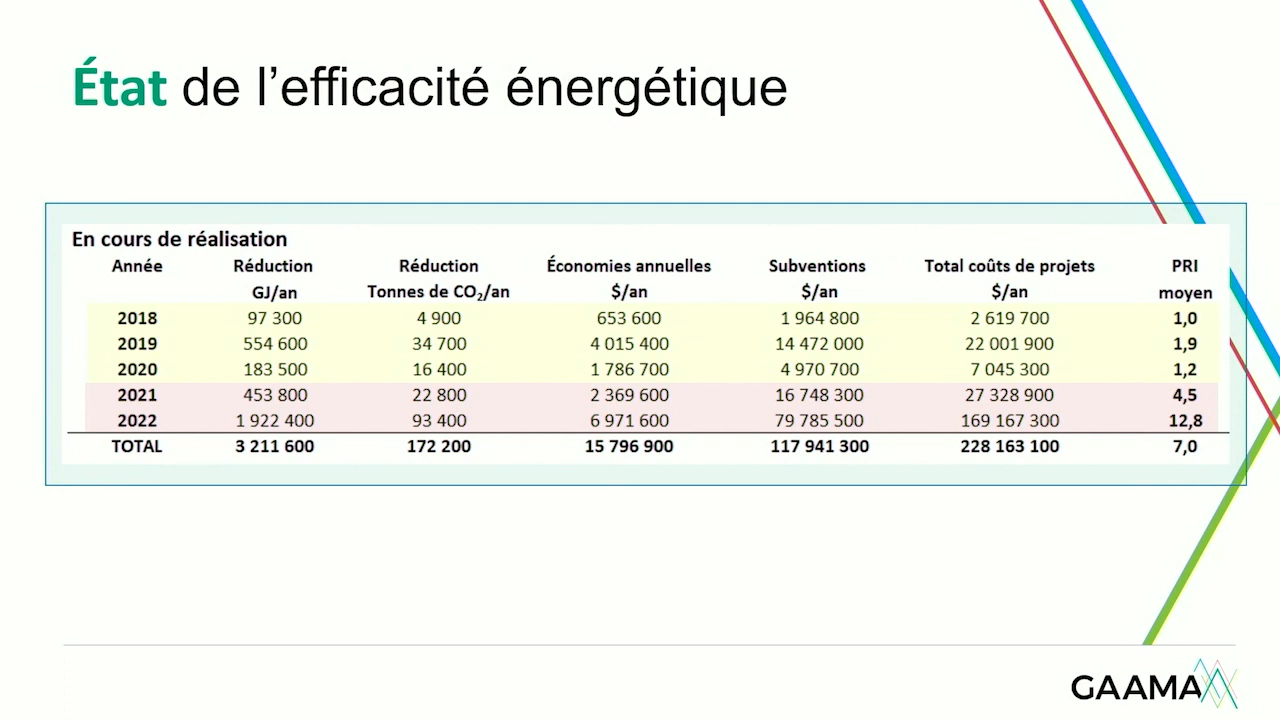 État de l’efficacité énergétique
En cours de réalisation
Année Réduction Réduction Économies annuelles Subventions Total coûts de projets PRI
GJ/an Tonnes de CO₂/an $/an $/an $/an moyen
2018 97 300 4 900 653 600 1 964 800 2 619 700 1,0
2019 554 600 34 700 4 015 400 14 472 000 22 001 900 1,9
2020 183 500 16 400 1 786 700 4 970 700 7 045 300 1,2
2021 453 800 22 800 2 369 600 16 748 300 27 328 900 4,5
2022 1 922 400 93 400 6 971 600 79 785 500 169 167 300 12,8
TOTAL 3 211 600 172 200 15 796 900 117 941 300 228 163 100 7,0
GAAMA